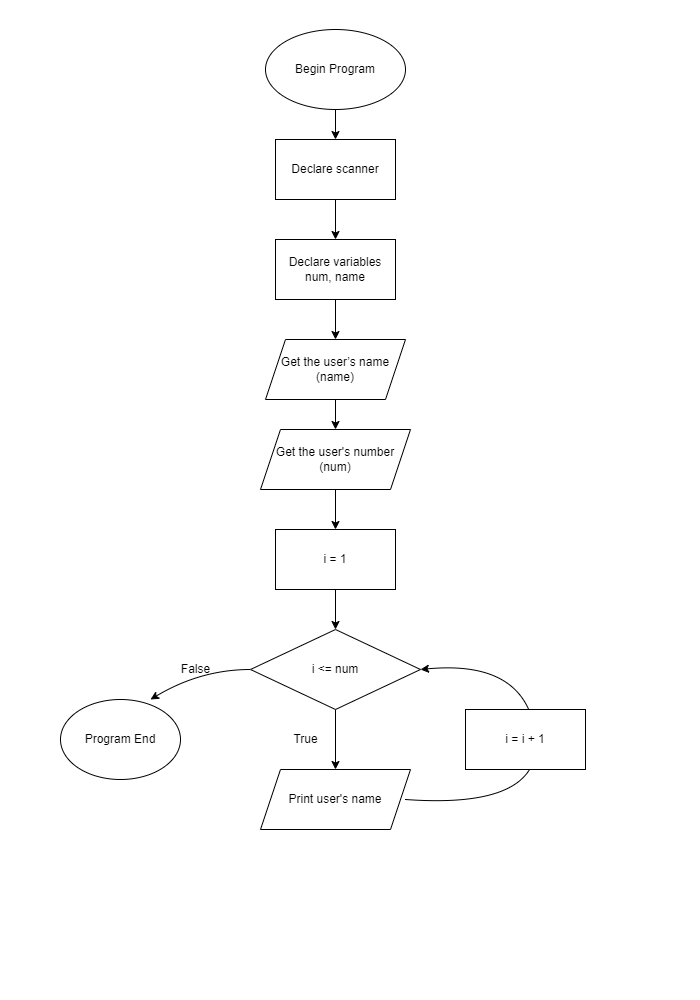 Begin Program
Declare scanner
Declare variables
num, name
Get the user's name
(name)
Get the user's number
(num)
i = 1
i <= num
False
Program End
True
i = i + 1
Print user's name